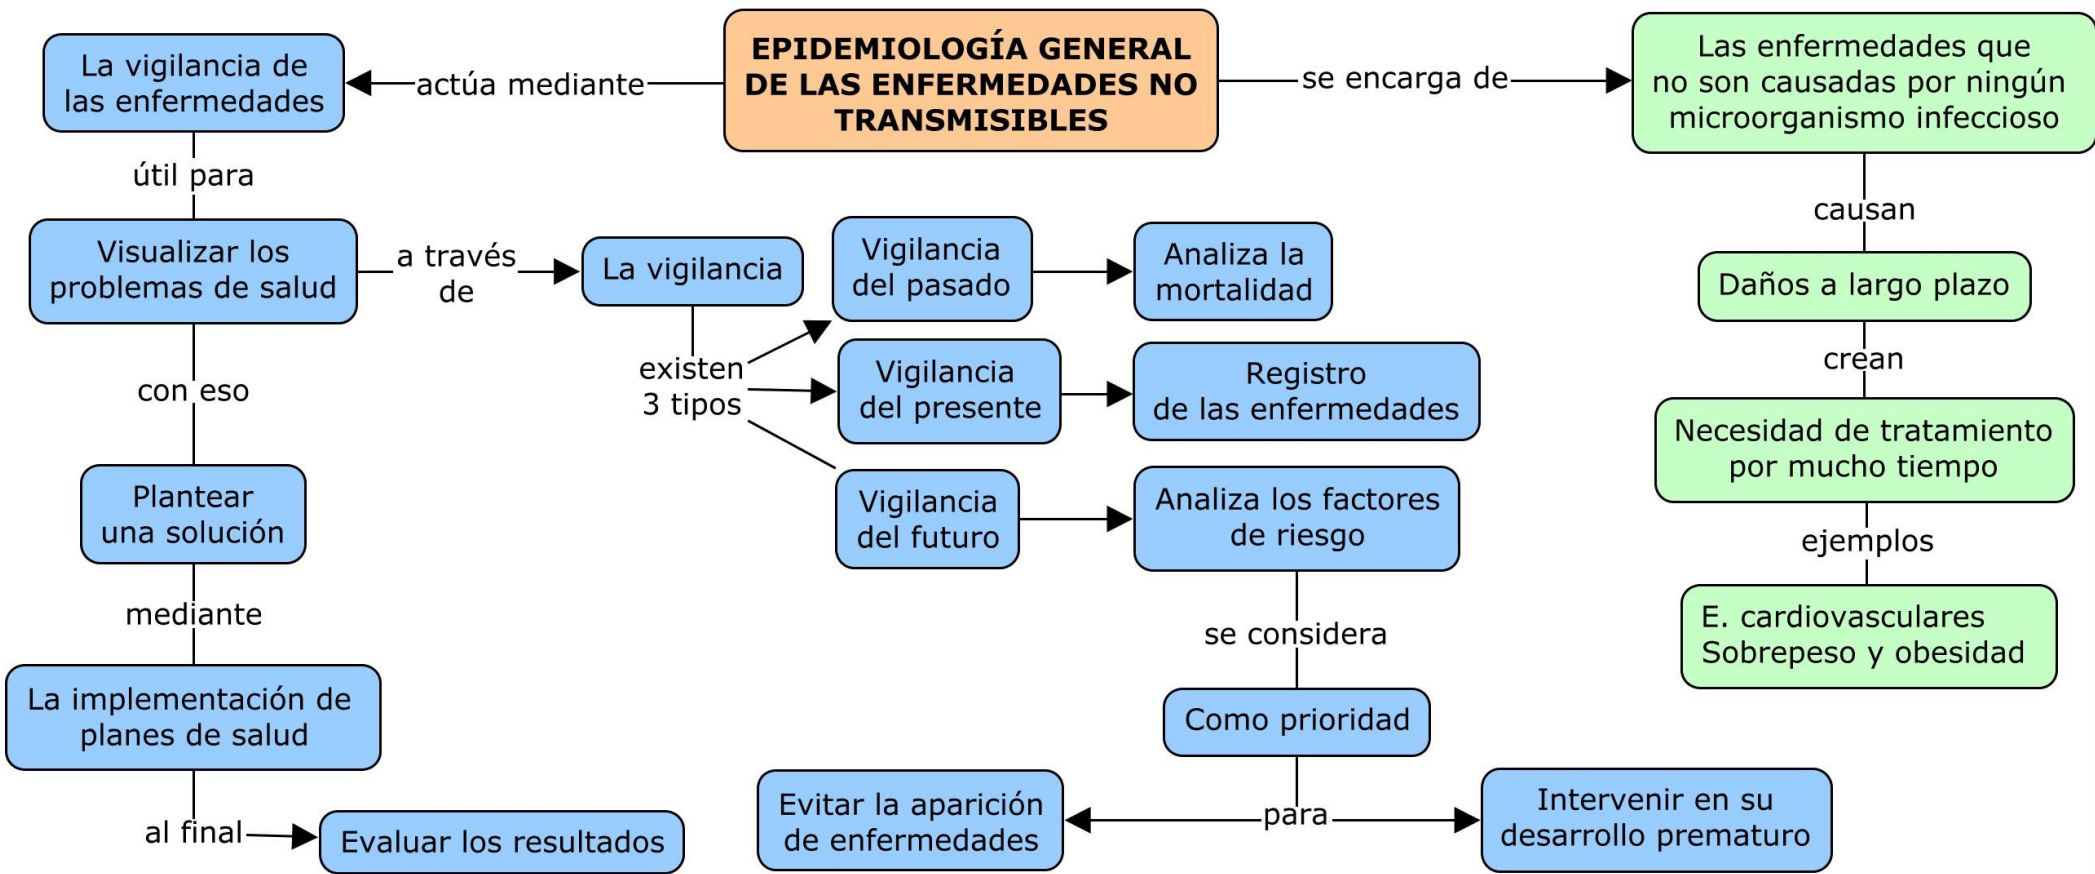 EPIDEMIOLOGÍA GENERAL
DE LAS ENFERMEDADES NO
TRANSMISIBLES
actúa mediante
La vigilancia de
las enfermedades
útil para
Visualizar los
problemas de salud
a través
de
La vigilancia
existen
3 tipos
Vigilancia
del pasado
Analiza la
mortalidad
Vigilancia
del presente
Registro
de las enfermedades
Vigilancia
del futuro
Analiza los factores
de riesgo
se considera
Como prioridad
para
Evitar la aparición
de enfermedades
Intervenir en su
desarrollo prematuro
con eso
Plantear
una solución
mediante
La implementación de
planes de salud
al final
Evaluar los resultados
se encarga de
Las enfermedades que
no son causadas por ningún
microorganismo infeccioso
causan
Daños a largo plazo
crean
Necesidad de tratamiento
por mucho tiempo
ejemplos
E. cardiovasculares
Sobrepeso y obesidad